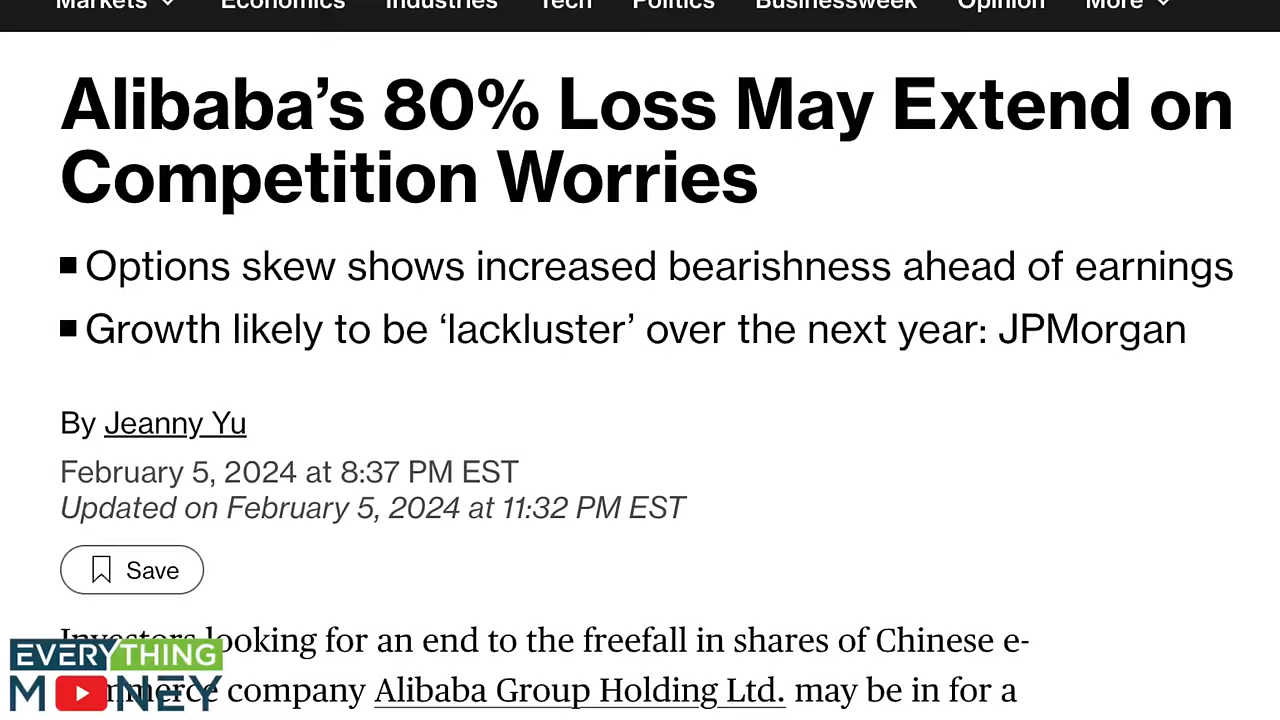 Markets Economics Industries Tech Politics Businessweek Opinion More
Alibaba’s 80% Loss May Extend on
Competition Worries
■ Options skew shows increased bearishness ahead of earnings
■ Growth likely to be ‘lackluster’ over the next year: JPMorgan
By Jeanny Yu
February 5, 2024 at 8:37 PM EST
Updated on February 5, 2024 at 11:32 PM EST
Save
Investors looking for an end to the freefall in shares of Chinese e-
commerce company Alibaba Group Holding Ltd. may be in for a
EVERYTHING
MONEY